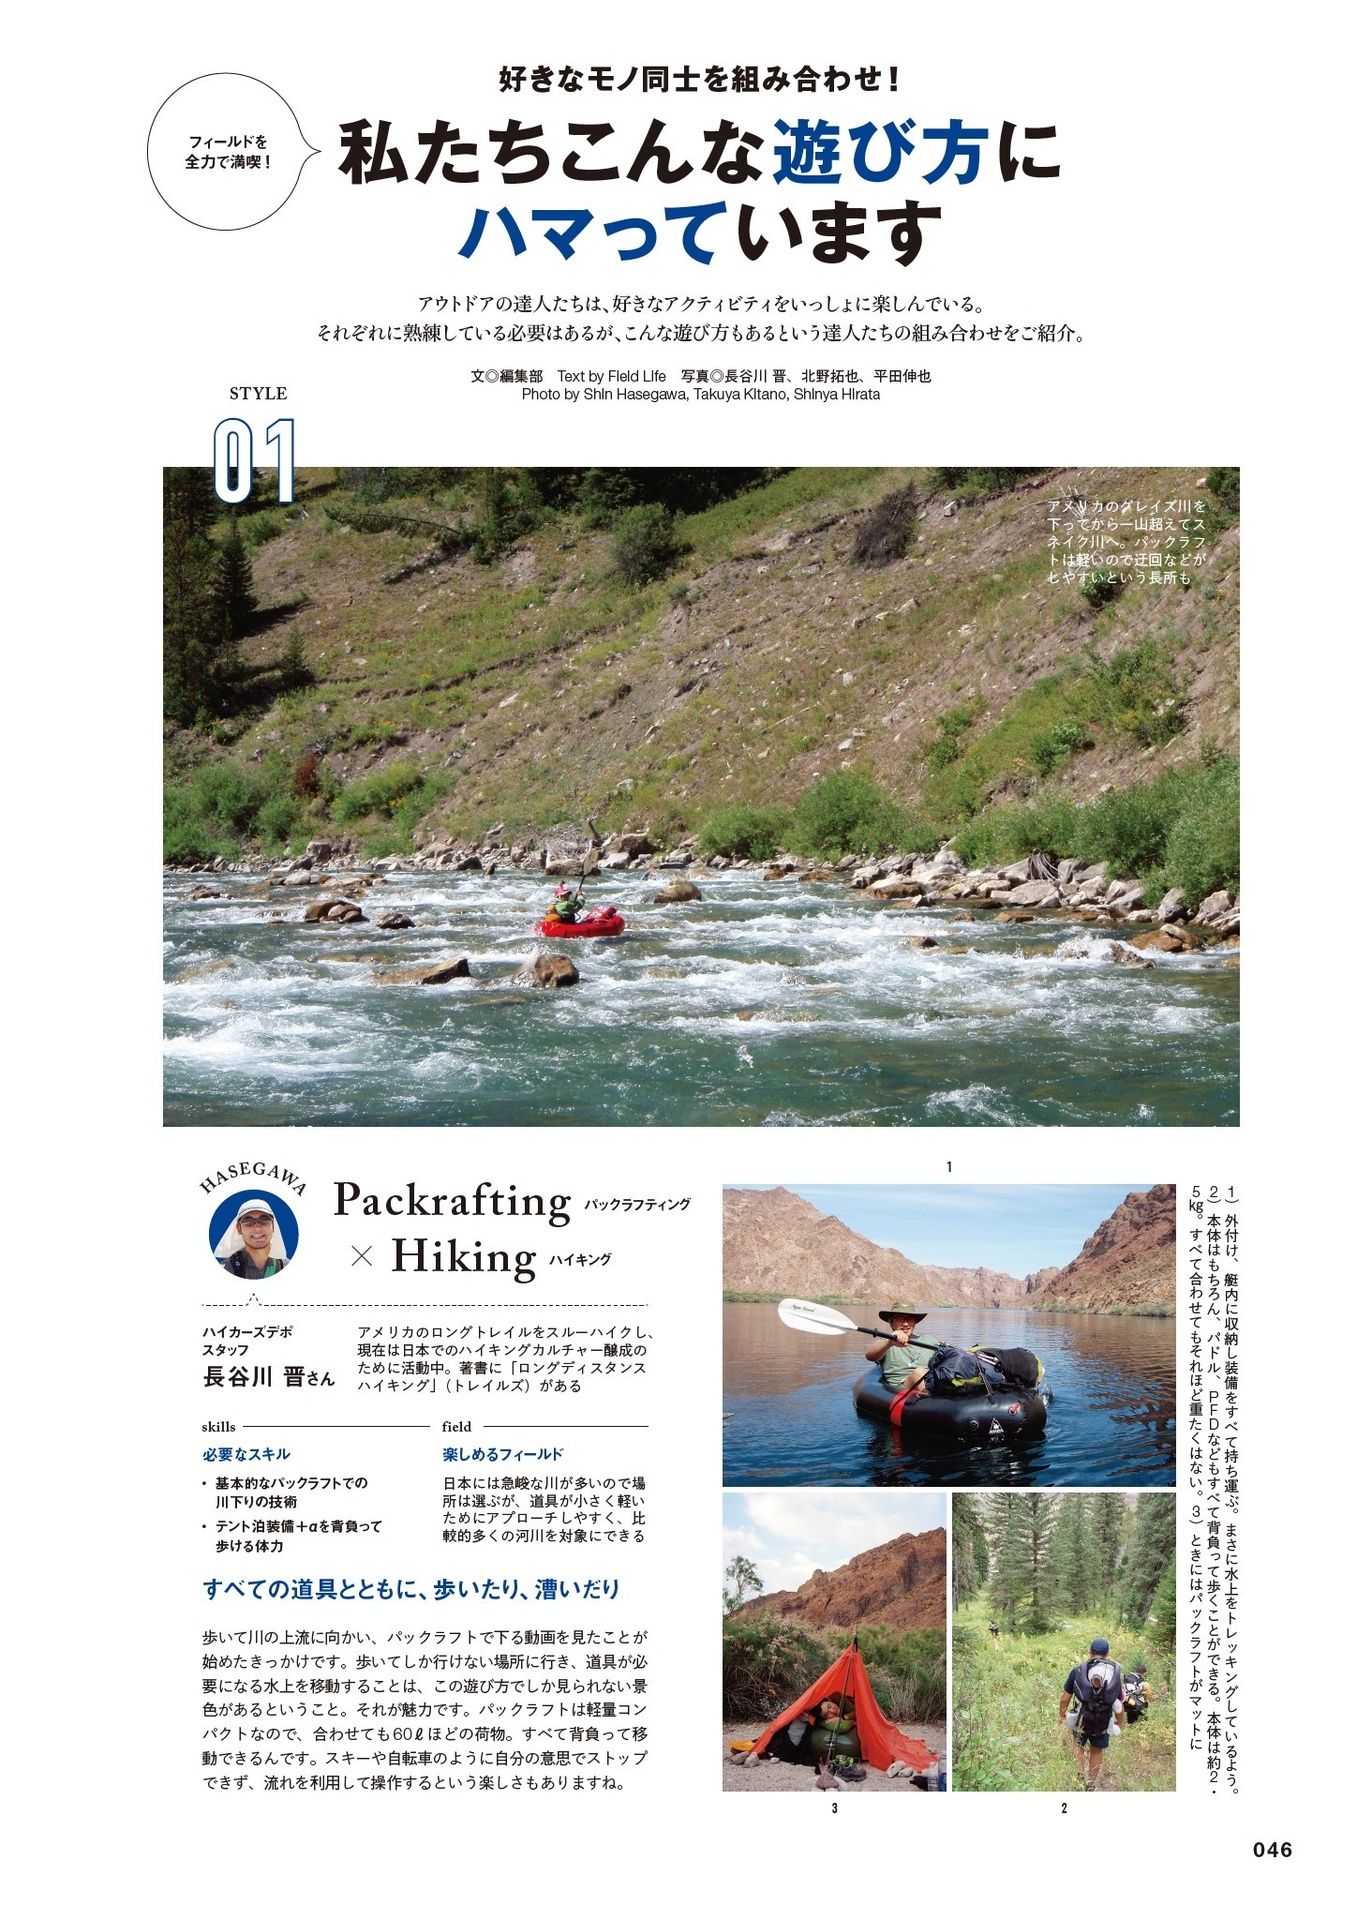 フィールドを
全力で満喫！
好きなモノ同士を組み合わせ！
私たちこんな遊び方に
ハマっています
アウトドアの達人たちは、好きなアクティビティをいっしょに楽しんでいる。
それぞれに熟練している必要はあるが、こんな遊び方もあるという達人たちの組み合わせをご紹介。
文◎編集部　Text by Field Life　写真◎長谷川 晋、北野拓也、平田伸也
Photo by Shin Hasegawa, Takuya Kitano, Shinya Hirata
STYLE
01
アメリカのグレイズ川を
下ってから一山超えてス
ネイク川へ。パックラフ
トは軽いので迂回などが
しやすいという長所も
HASEGAWA
Packrafting パックラフティング
× Hiking ハイキング
ハイカーズデポ
スタッフ
長谷川 晋さん
アメリカのロングトレイルをスルーハイクし、
現在は日本でのハイキングカルチャー醸成の
ために活動中。著書に「ロングディスタンス
ハイキング」（トレイルズ）がある
skills
必要なスキル
・ 基本的なパックラフトでの
川下りの技術
・ テント泊装備＋αを背負って
歩ける体力
field
楽しめるフィールド
日本には急峻な川が多いので場
所は選ぶが、道具が小さく軽い
ためにアプローチしやすく、比
較的多くの河川を対象にできる
すべての道具とともに、歩いたり、漕いだり
歩いて川の上流に向かい、パックラフトで下る動画を見たことが
始めたきっかけです。歩いてしか行けない場所に行き、道具が必
要になる水上を移動することは、この遊び方でしか見られない景
色があるということ。それが魅力です。パックラフトは軽量コン
パクトなので、合わせても60ℓほどの荷物。すべて背負って移
動できるんです。スキーや自転車のように自分の意思でストップ
できず、流れを利用して操作するという楽しさもありますね。
1
3
2
1）外付け、艇内に収納し装備をすべて持ち運ぶ。まさに水上をトレッキングしているよう。
2）本体はもちろん、パドル、PFDなどもすべて背負って歩くことができる。本体は約2・
5kg。すべて合わせてもそれほど重たくはない。3）ときにはパックラフトがマットに
046